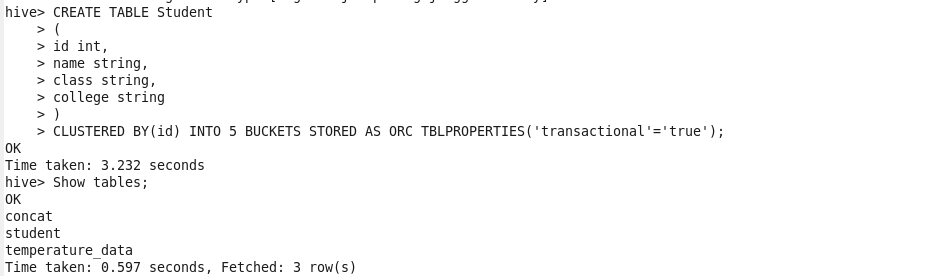 hive> CREATE TABLE Student
> (
> id int,
> name string,
> class string,
> college string
> )
> CLUSTERED BY(id) INTO 5 BUCKETS STORED AS ORC TBLPROPERTIES('transactional'='true');
OK
Time taken: 3.232 seconds
hive> Show tables;
OK
concat
student
temperature_data
Time taken: 0.597 seconds, Fetched: 3 row(s)